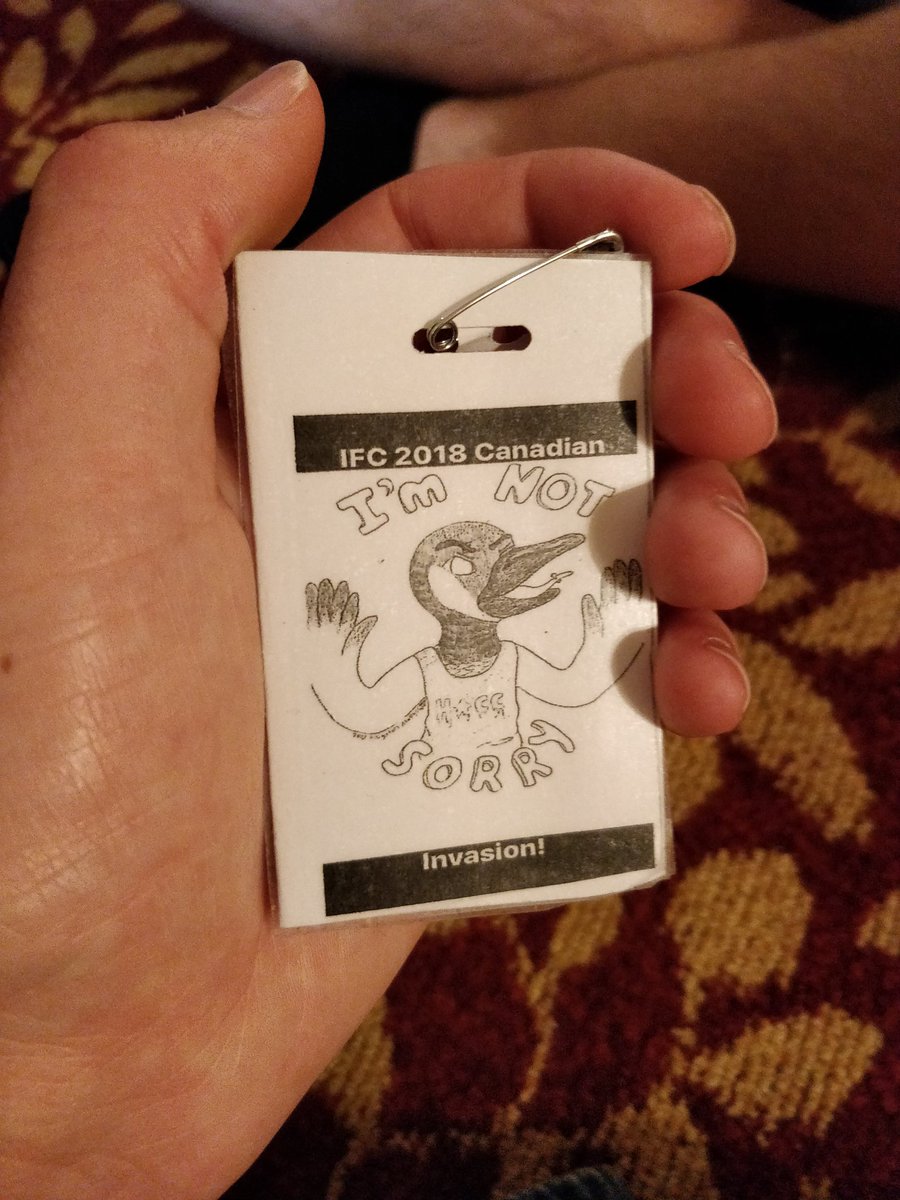 IFC 2018 Canadian
I'm NOT
SORRY
Invasion!